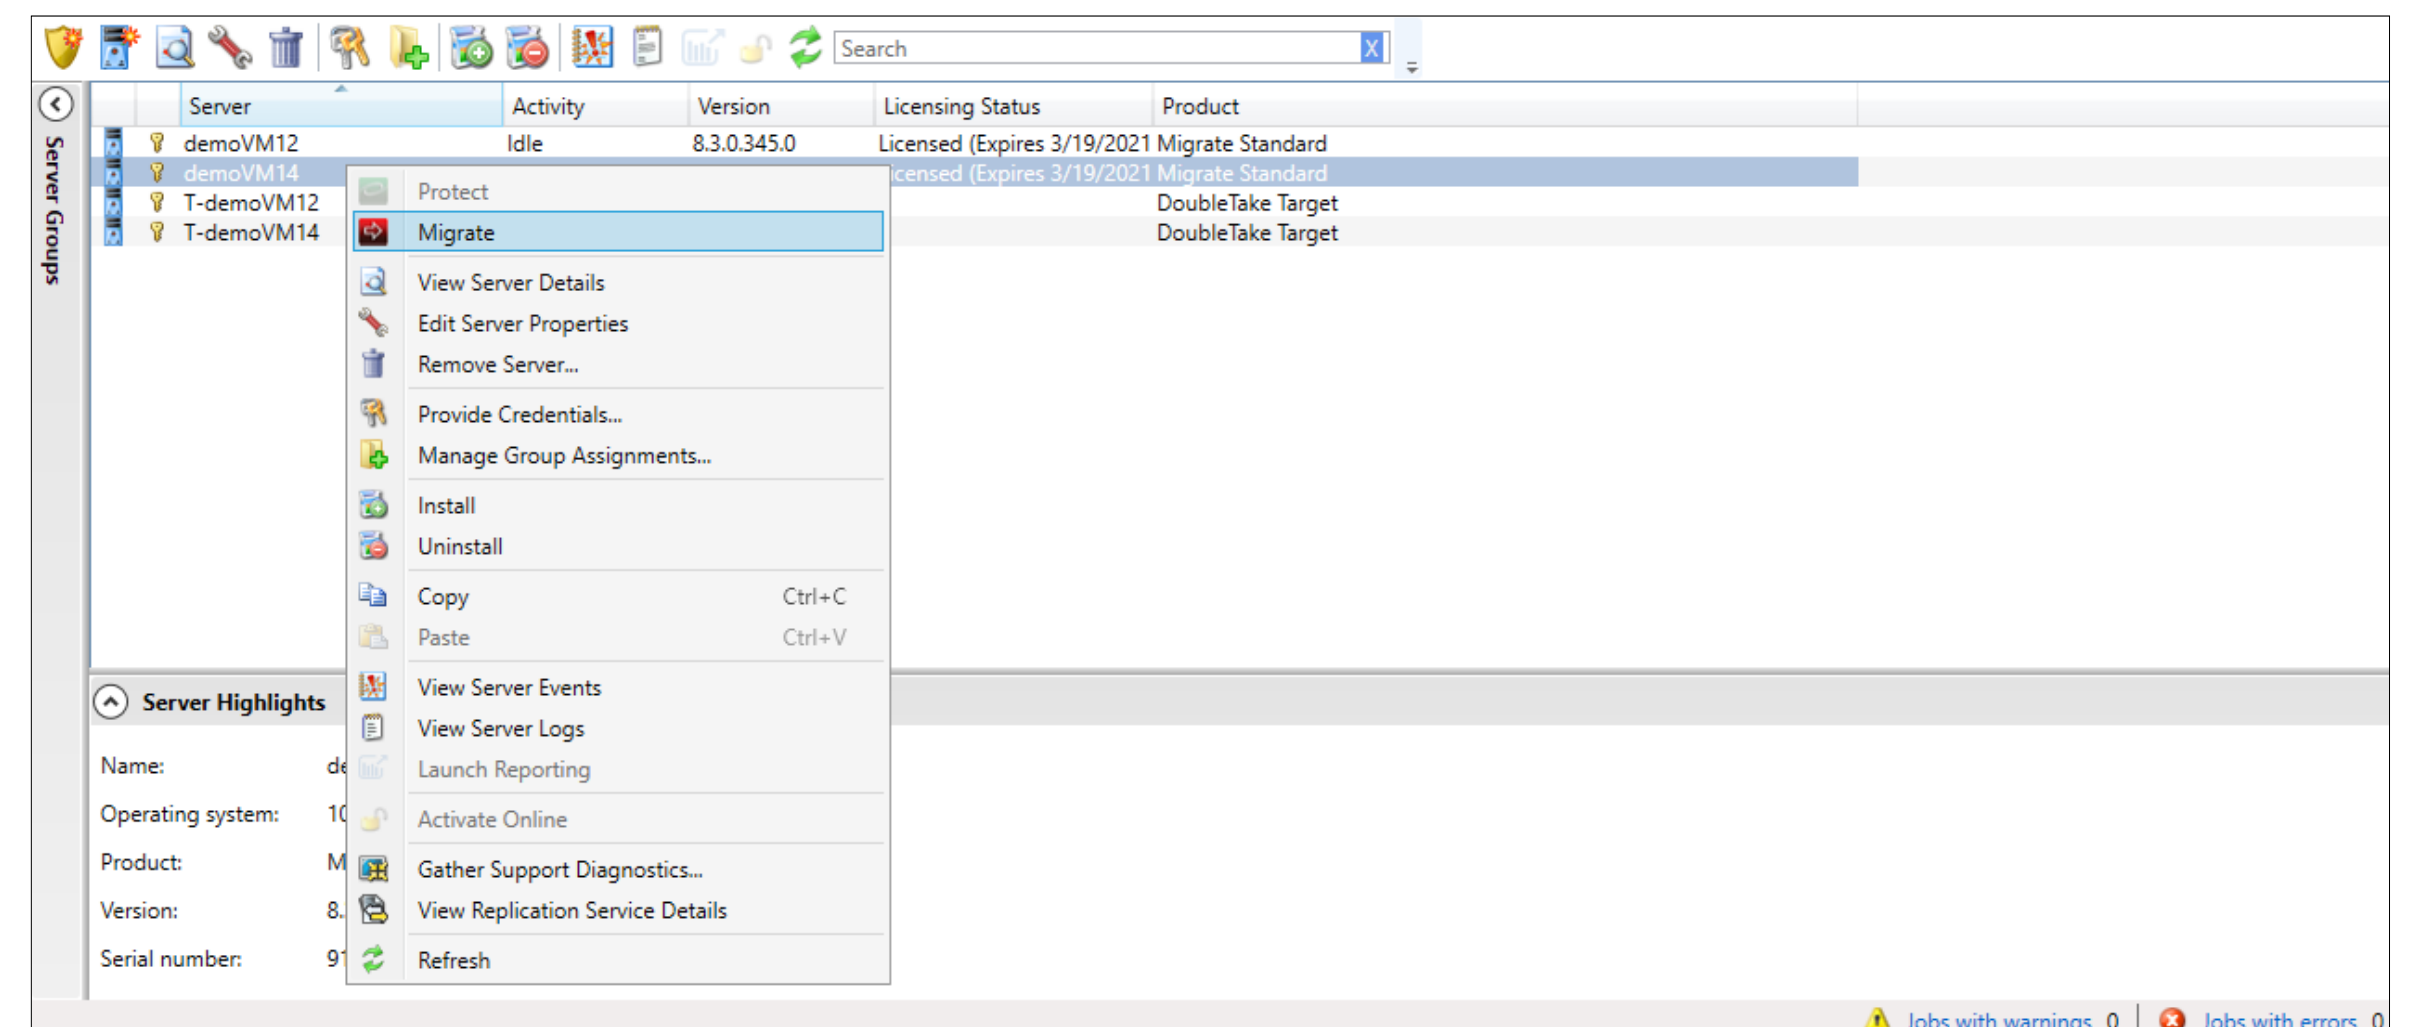 Search X
Server Groups
Server Activity Version Licensing Status Product
demoVM12 Idle 8.3.0.345.0 Licensed (Expires 3/19/2021 Migrate Standard
demoVM14 icensed (Expires 3/19/2021 Migrate Standard
T-demoVM12 DoubleTake Target
T-demoVM14 DoubleTake Target
Protect
Migrate
View Server Details
Edit Server Properties
Remove Server...
Provide Credentials...
Manage Group Assignments...
Install
Uninstall
Copy Ctrl+C
Paste Ctrl+V
View Server Events
View Server Logs
Launch Reporting
Activate Online
Gather Support Diagnostics...
View Replication Service Details
Refresh
Server Highlights
Name: de
Operating system: 10
Product: M
Version: 8.
Serial number: 91
Jobs with warnings 0 Jobs with errors 0